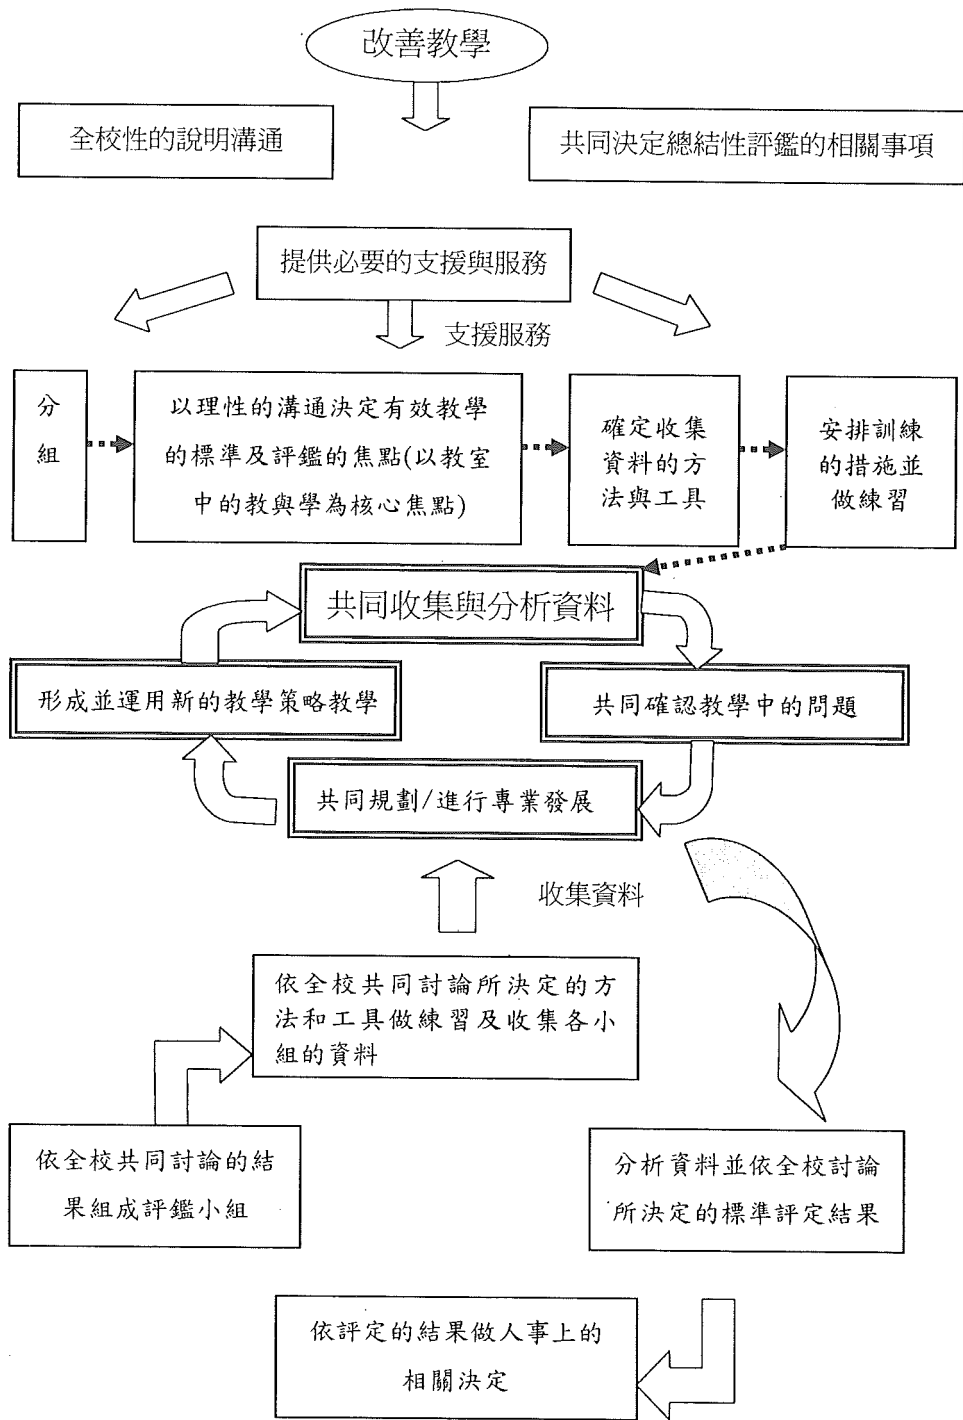 改善教學
全校性的說明溝通
共同決定總結性評鑑的相關事項
提供必要的支援與服務
支援服務
分
組
以理性的溝通決定有效教學
的標準及評鑑的焦點(以教室
中的教與學為核心焦點)
確定收集
資料的方
法與工具
安排訓練
的措施並
做練習
共同收集與分析資料
形成並運用新的教學策略教學
共同確認教學中的問題
共同規劃/進行專業發展
收集資料
依全校共同討論所決定的方
法和工具做練習及收集各小
組的資料
依全校共同討論的結
果組成評鑑小組
分析資料並依全校討論
所決定的標準評定結果
依評定的結果做人事上的
相關決定